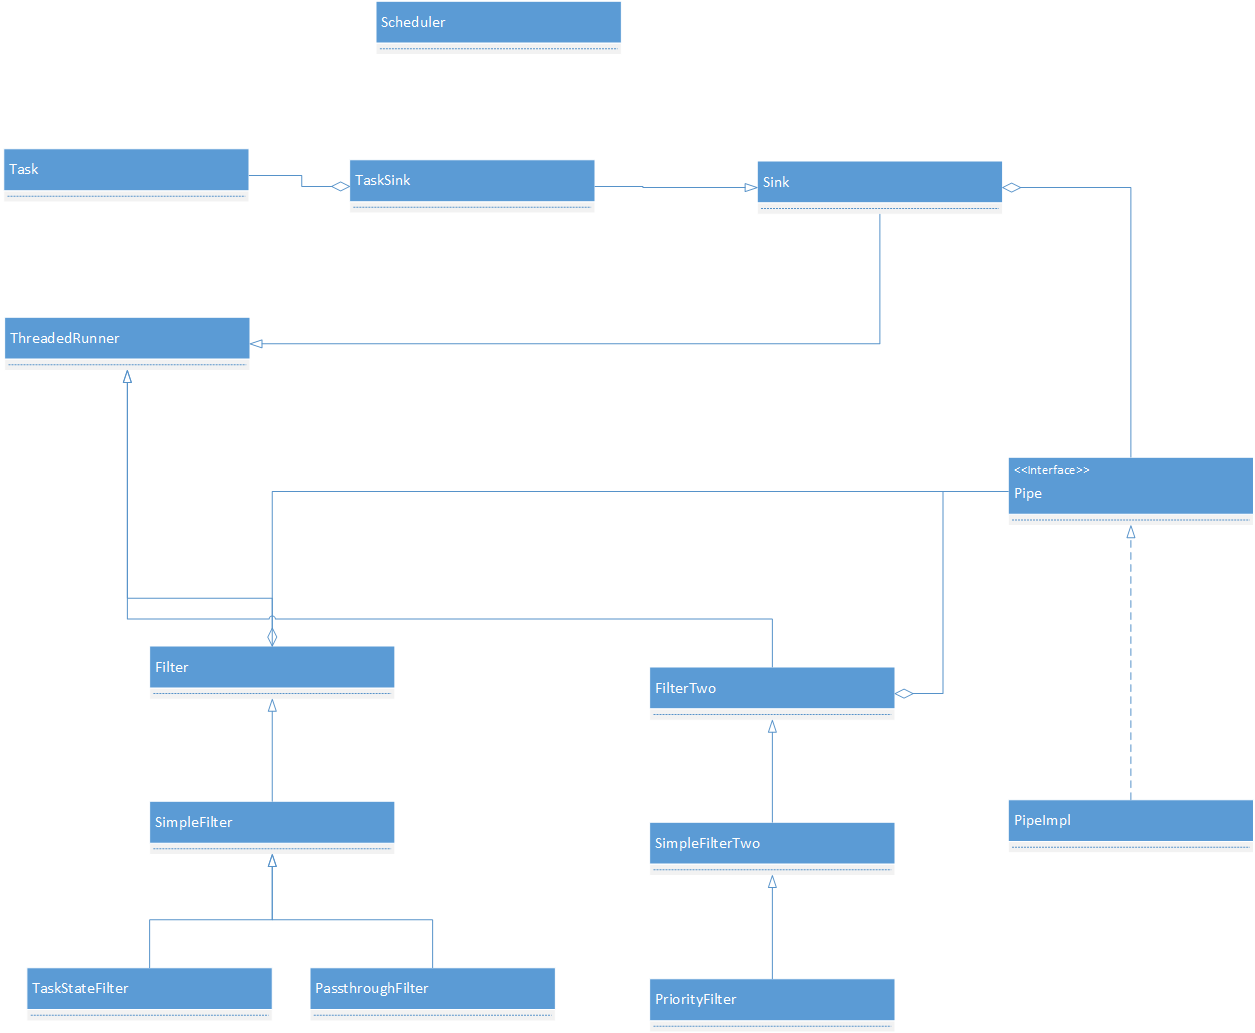 Scheduler
Task
TaskSink
Sink
ThreadedRunner
<<Interface>>
Pipe
Filter
FilterTwo
SimpleFilter
SimpleFilterTwo
PipeImpl
TaskStateFilter
PassthroughFilter
PriorityFilter